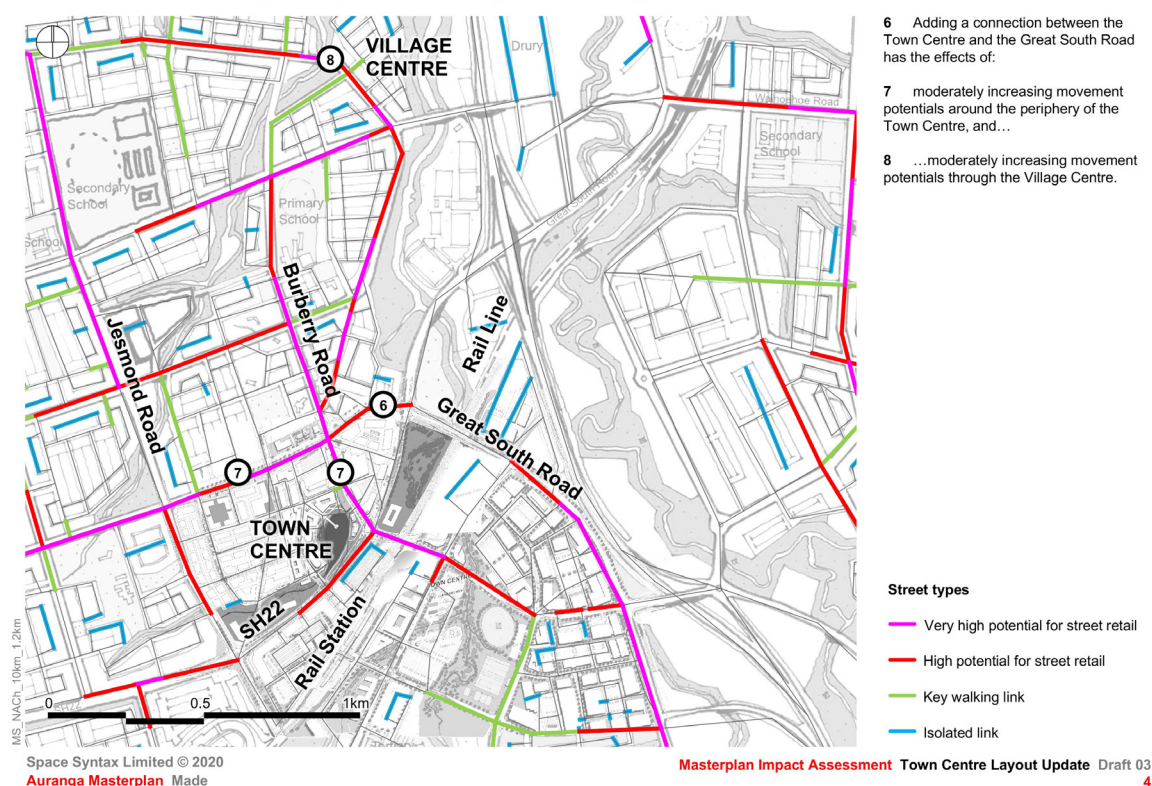 6 Adding a connection between the
Town Centre and the Great South Road
has the effects of:
7 moderately increasing movement
potentials around the periphery of the
Town Centre, and…
8 …moderately increasing movement
potentials through the Village Centre.
8
VILLAGE
CENTRE
Drury
Waihoehoe Road
Secondary
School
Secondary
School
Primary
School
School
Great South Road
Burberry Road
Jesmond Road
Rail Line
6
Great South Road
7
7
TOWN
CENTRE
TOWN CENTRE
SH22
Rail Station
0
0.5
1km
MS_NACh_10km_1.2km
Street types
Very high potential for street retail
High potential for street retail
Key walking link
Isolated link
Space Syntax Limited © 2020
Auranga Masterplan Made
Masterplan Impact Assessment Town Centre Layout Update Draft 03
4